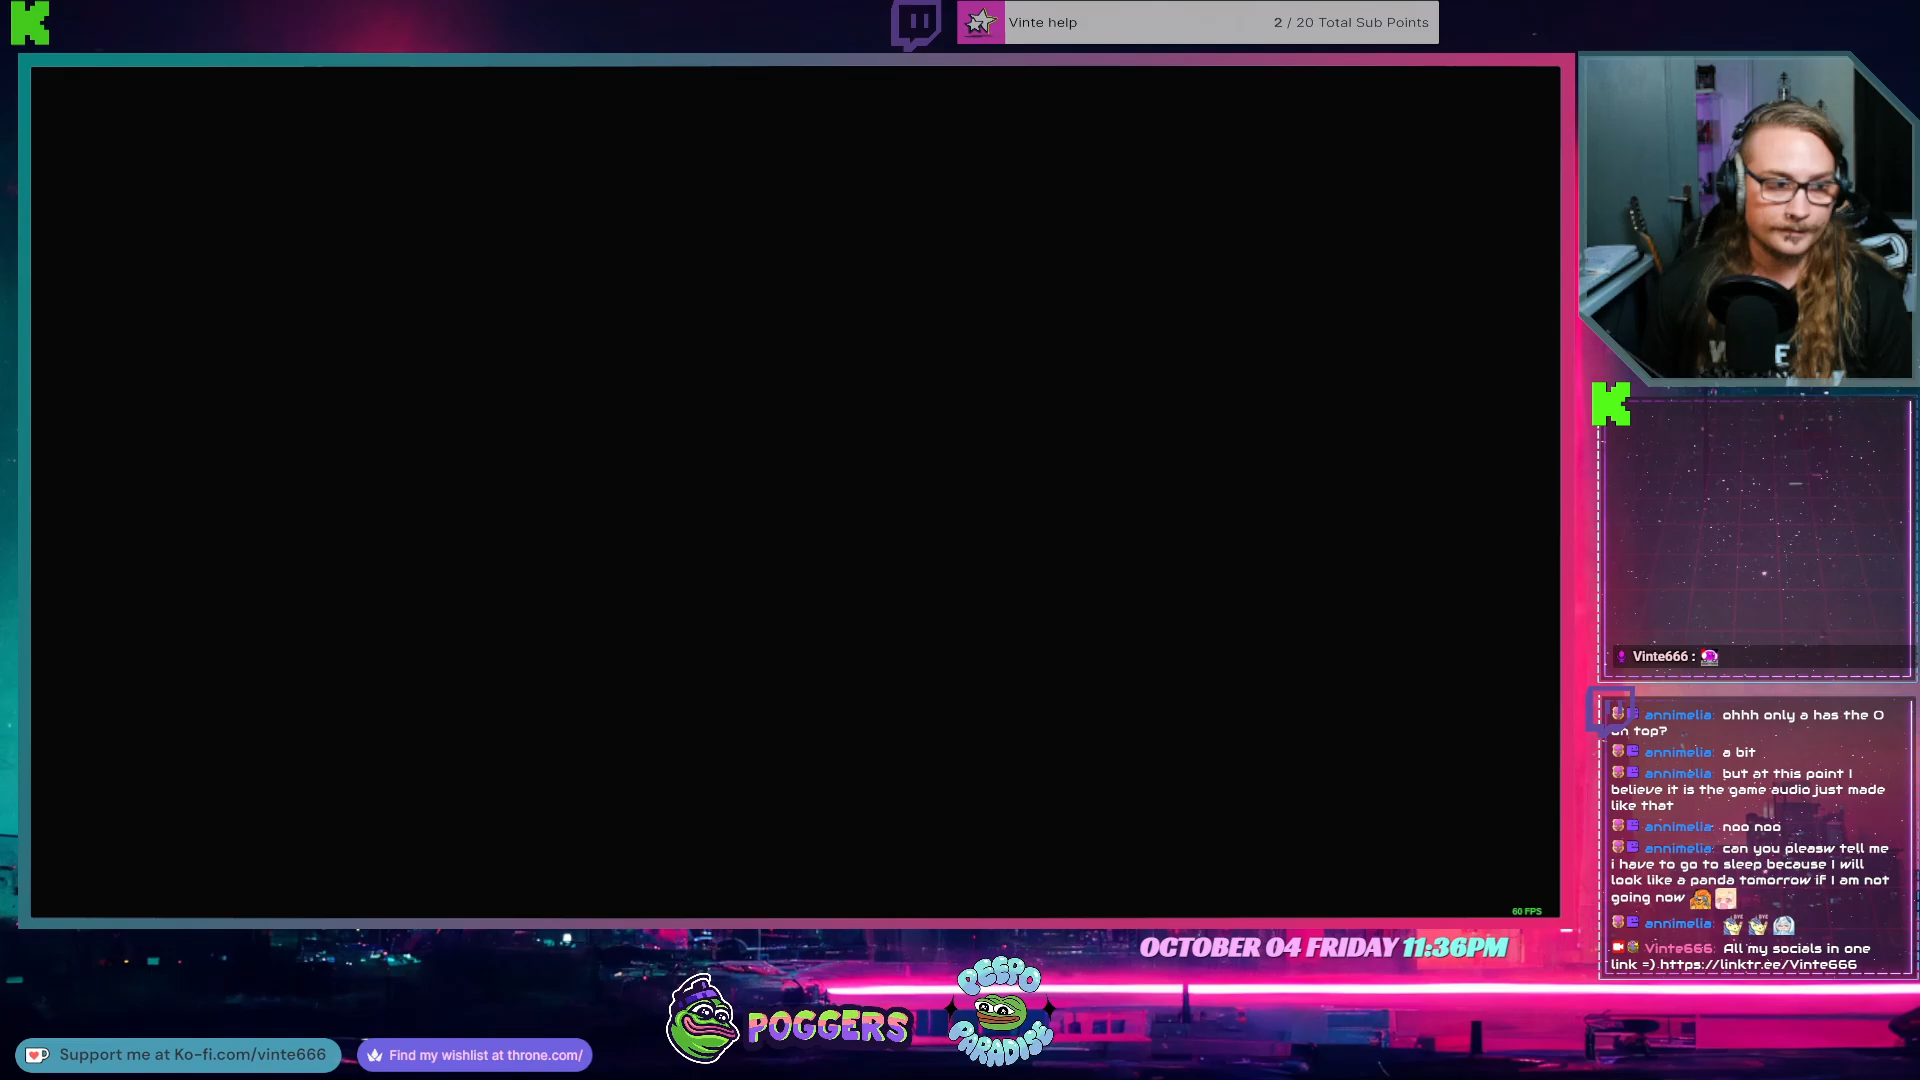 Vinte help
2 / 20 Total Sub Points
60 FPS
Vinte666 :
annimelia: ohhh only a has the O
on top?
annimelia: a bit
annimelia: but at this point I
believe it is the game audio just made
like that
annimelia: noo noo
annimelia: can you pleasw tell me
i have to go to sleep because I will
look like a panda tomorrow if I am not
going now
annimelia:
Vinte666: All my socials in one
link =) https://linktr.ee/Vinte666
OCTOBER 04 FRIDAY 11:36PM
POGGERS
PEEPO
PARADISE
Support me at Ko-fi.com/vinte666
Find my wishlist at throne.com/